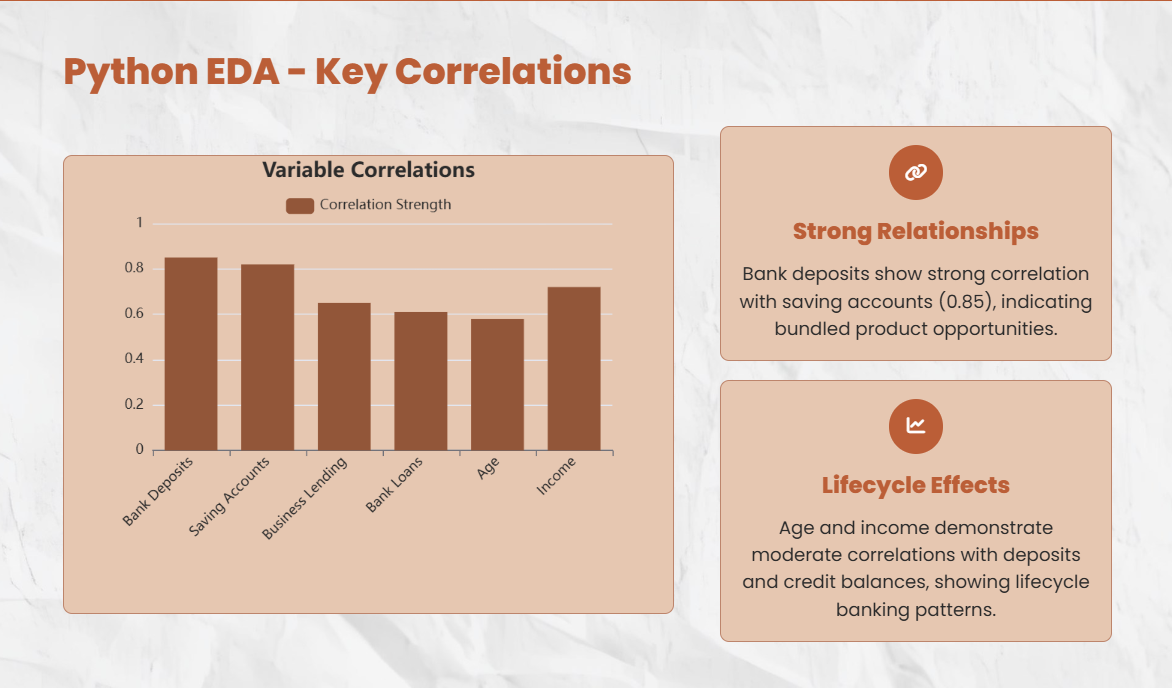 Python EDA - Key Correlations
Variable Correlations
Correlation Strength
1
0.8
0.6
0.4
0.2
0
Bank Deposits
Saving Accounts
Business Lending
Bank Loans
Age
Income
Strong Relationships
Bank deposits show strong correlation
with saving accounts (0.85), indicating
bundled product opportunities.
Lifecycle Effects
Age and income demonstrate
moderate correlations with deposits
and credit balances, showing lifecycle
banking patterns.